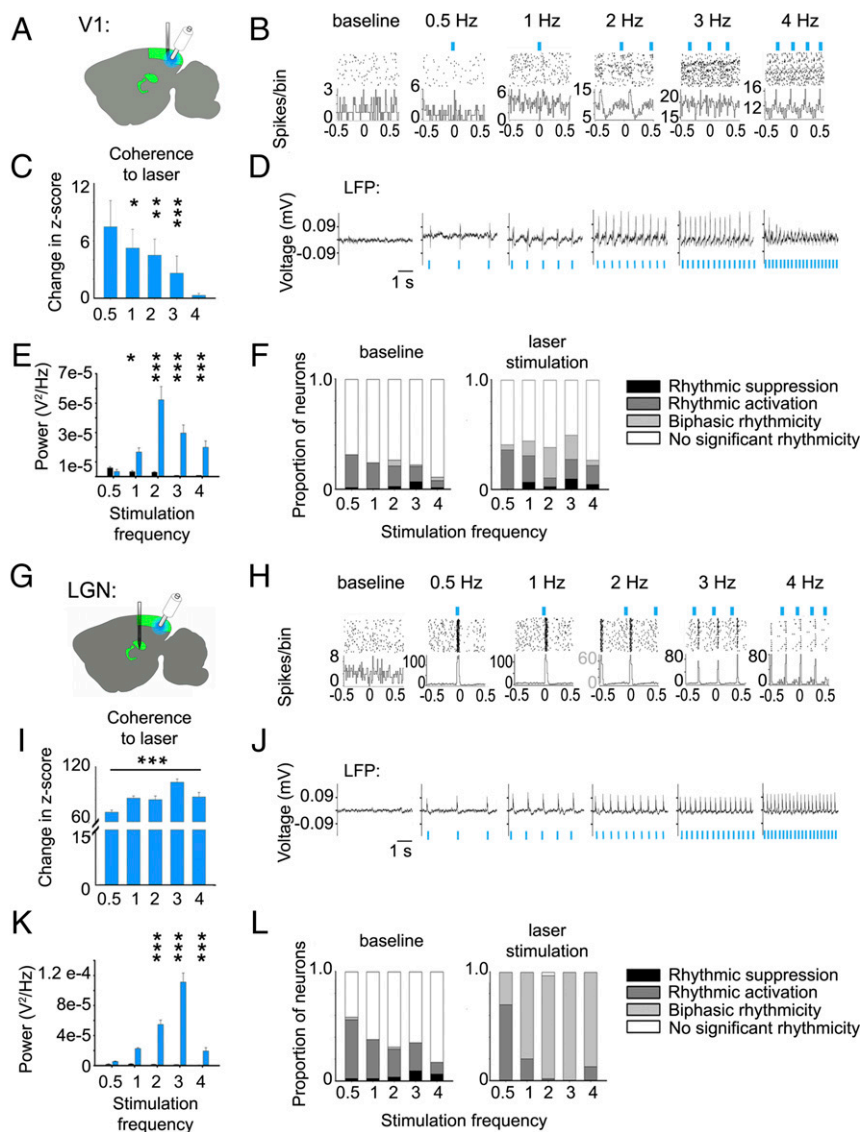 A
V1:
B
baseline 0.5 Hz 1 Hz 2 Hz 3 Hz 4 Hz
Spikes/bin
3 0
6 0
6 0
15 5
20 15
16 12
-0.5 0 0.5 -0.5 0 0.5 -0.5 0 0.5 -0.5 0 0.5 -0.5 0 0.5 -0.5 0 0.5
C
Coherence
to laser
Change in z-score
12
6
0
* ** ***
0.5 1 2 3 4
D
LFP:
Voltage (mV)
0.09
-0.09
1 s
E
Power (V²/Hz)
7e-5
5e-5
3e-5
1e-5
* *** *** ***
0.5 1 2 3 4
Stimulation
frequency
F
baseline
laser
stimulation
Proportion of neurons
1.0
0
1.0
0
0.5 1 2 3 4
0.5 1 2 3 4
Stimulation frequency
Rhythmic suppression
Rhythmic activation
Biphasic rhythmicity
No significant rhythmicity
G
LGN:
H
baseline 0.5 Hz 1 Hz 2 Hz 3 Hz 4 Hz
Spikes/bin
8 0
100 0
100 0
60 0
80 0
80 0
-0.5 0 0.5 -0.5 0 0.5 -0.5 0 0.5 -0.5 0 0.5 -0.5 0 0.5 -0.5 0 0.5
Coherence
to laser
I
Change in z-score
120
60
15
0
***
0.5 1 2 3 4
J
LFP:
Voltage (mV)
0.09
-0.09
1 s
K
Power (V²/Hz)
1.2 e-4
8e-5
4e-5
0
*** *** ***
0.5 1 2 3 4
Stimulation
frequency
L
baseline
laser
stimulation
Proportion of neurons
1.0
0
1.0
0
0.5 1 2 3 4
0.5 1 2 3 4
Stimulation frequency
Rhythmic suppression
Rhythmic activation
Biphasic rhythmicity
No significant rhythmicity